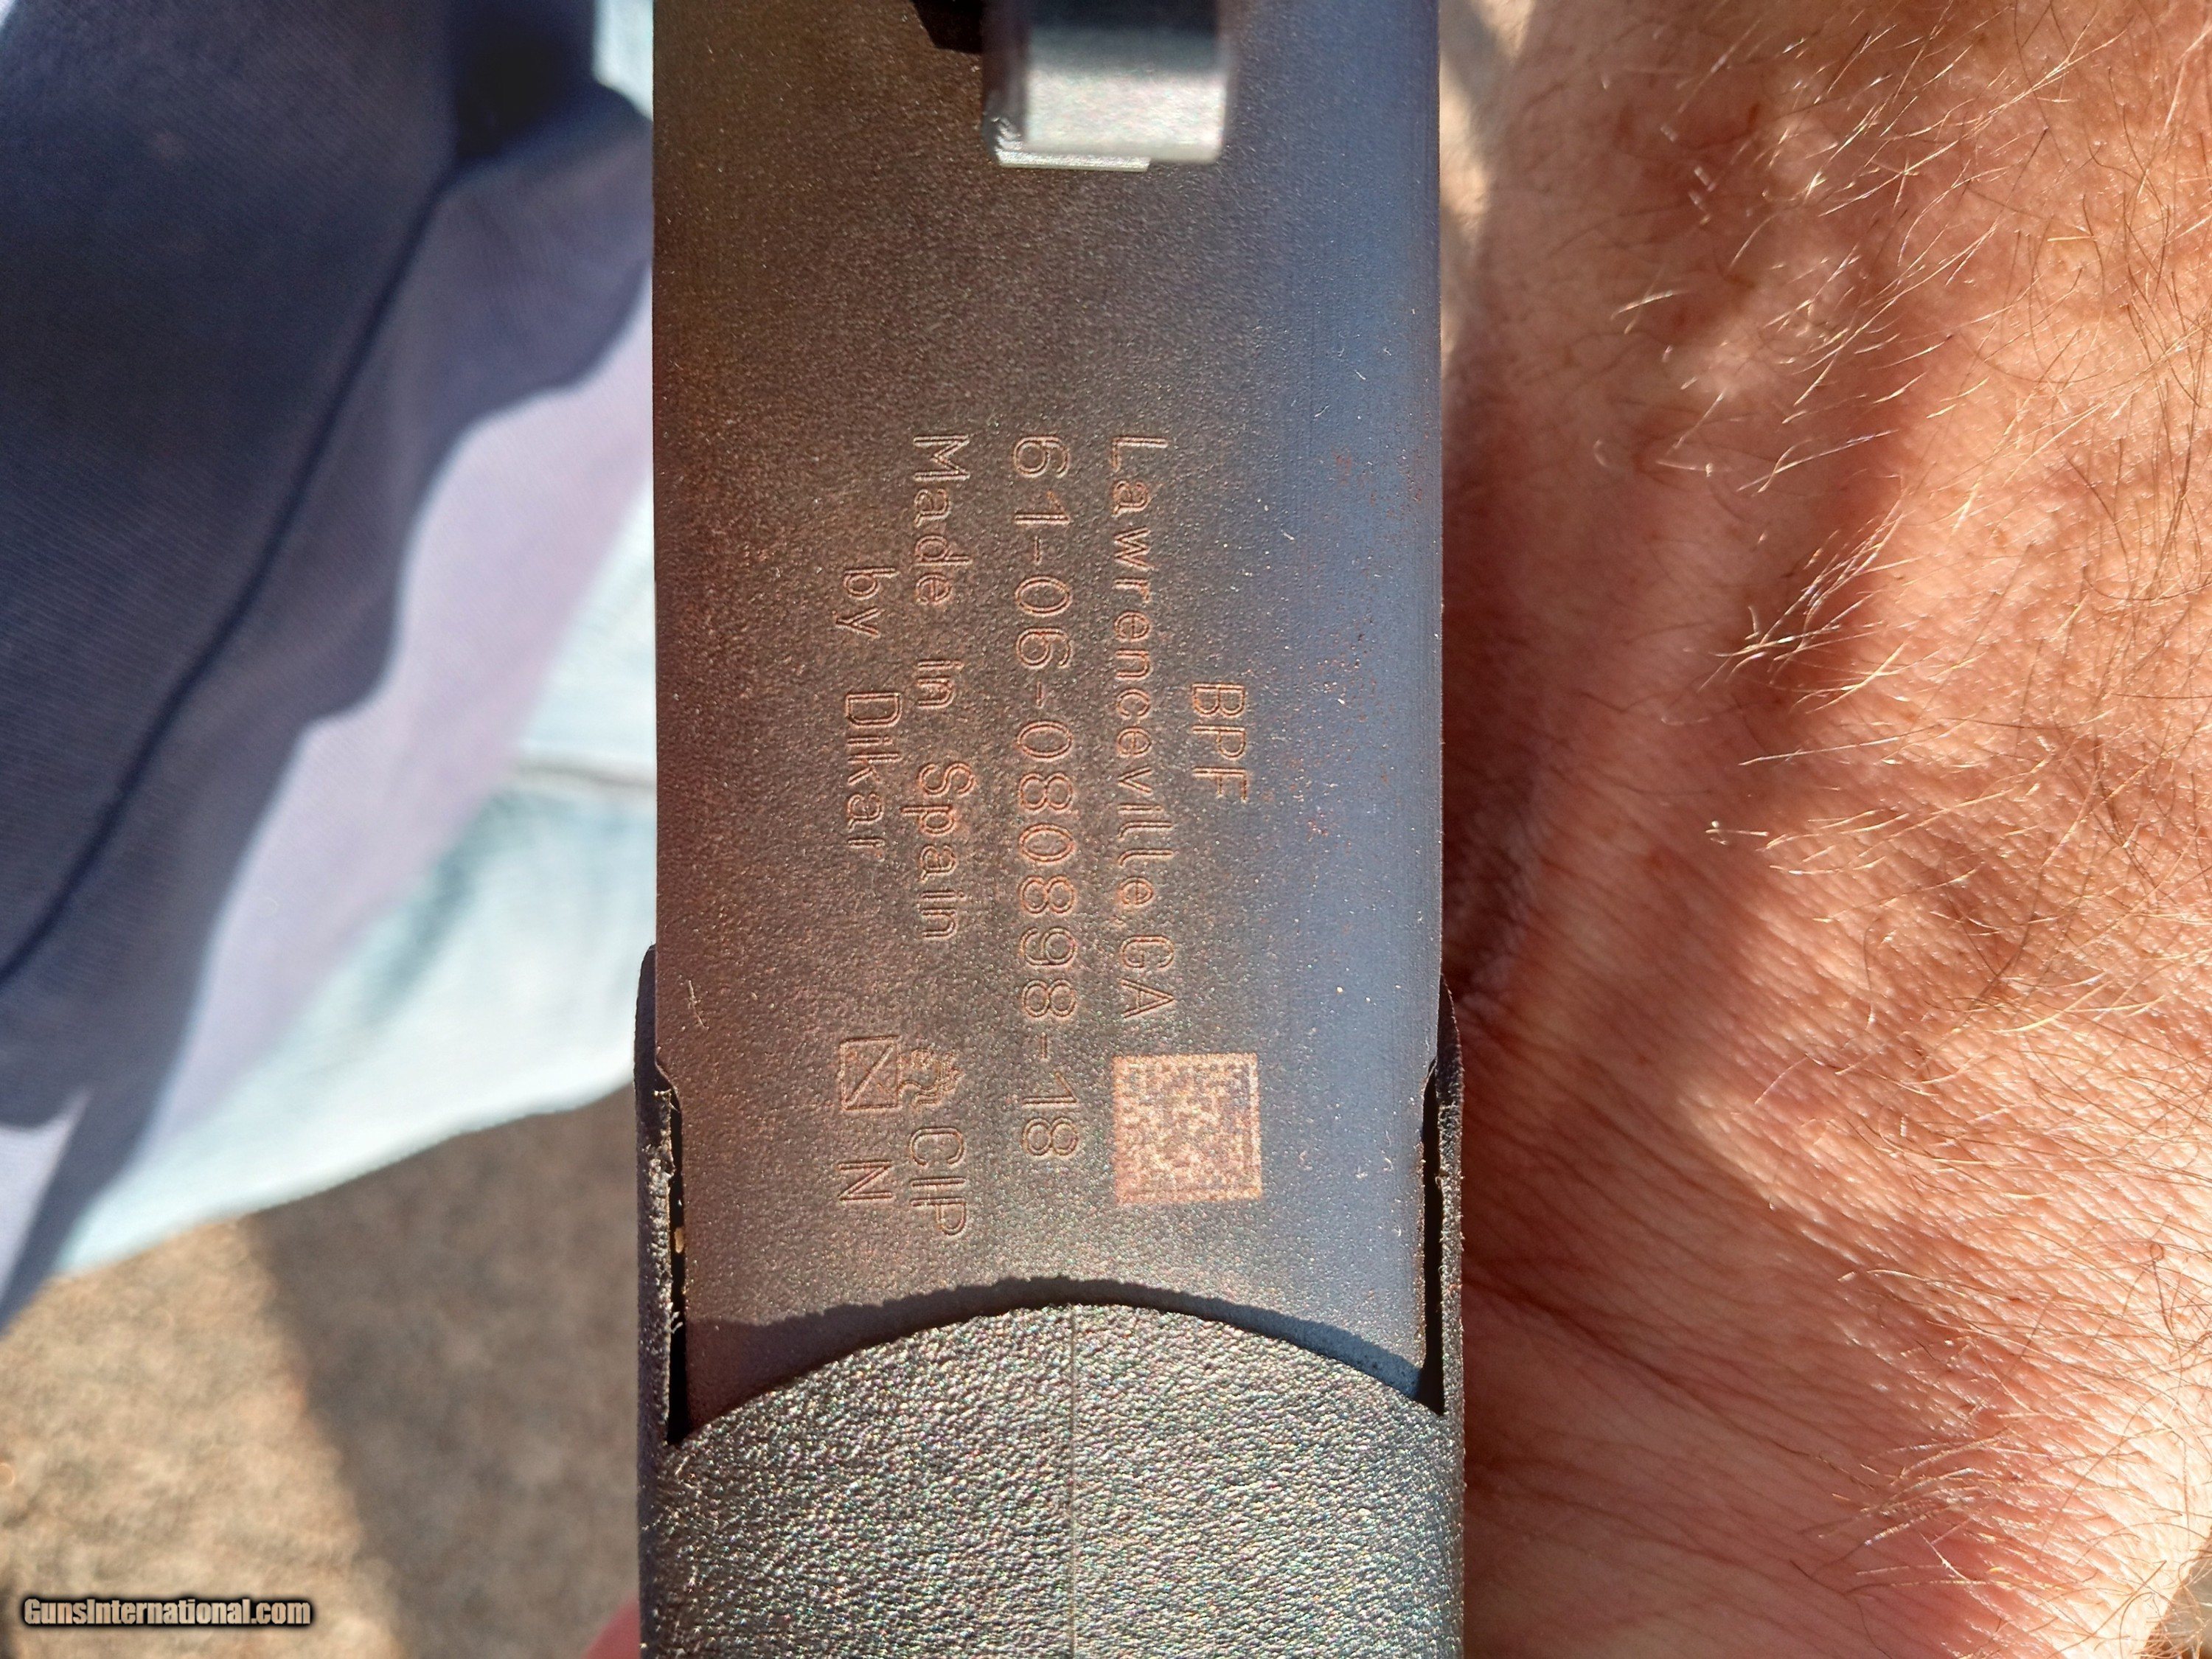 BPF
Lawrenceville,GA
61-06-080898-18
Made in Spain
by Dikar
CIP
N
GunsInternational.com